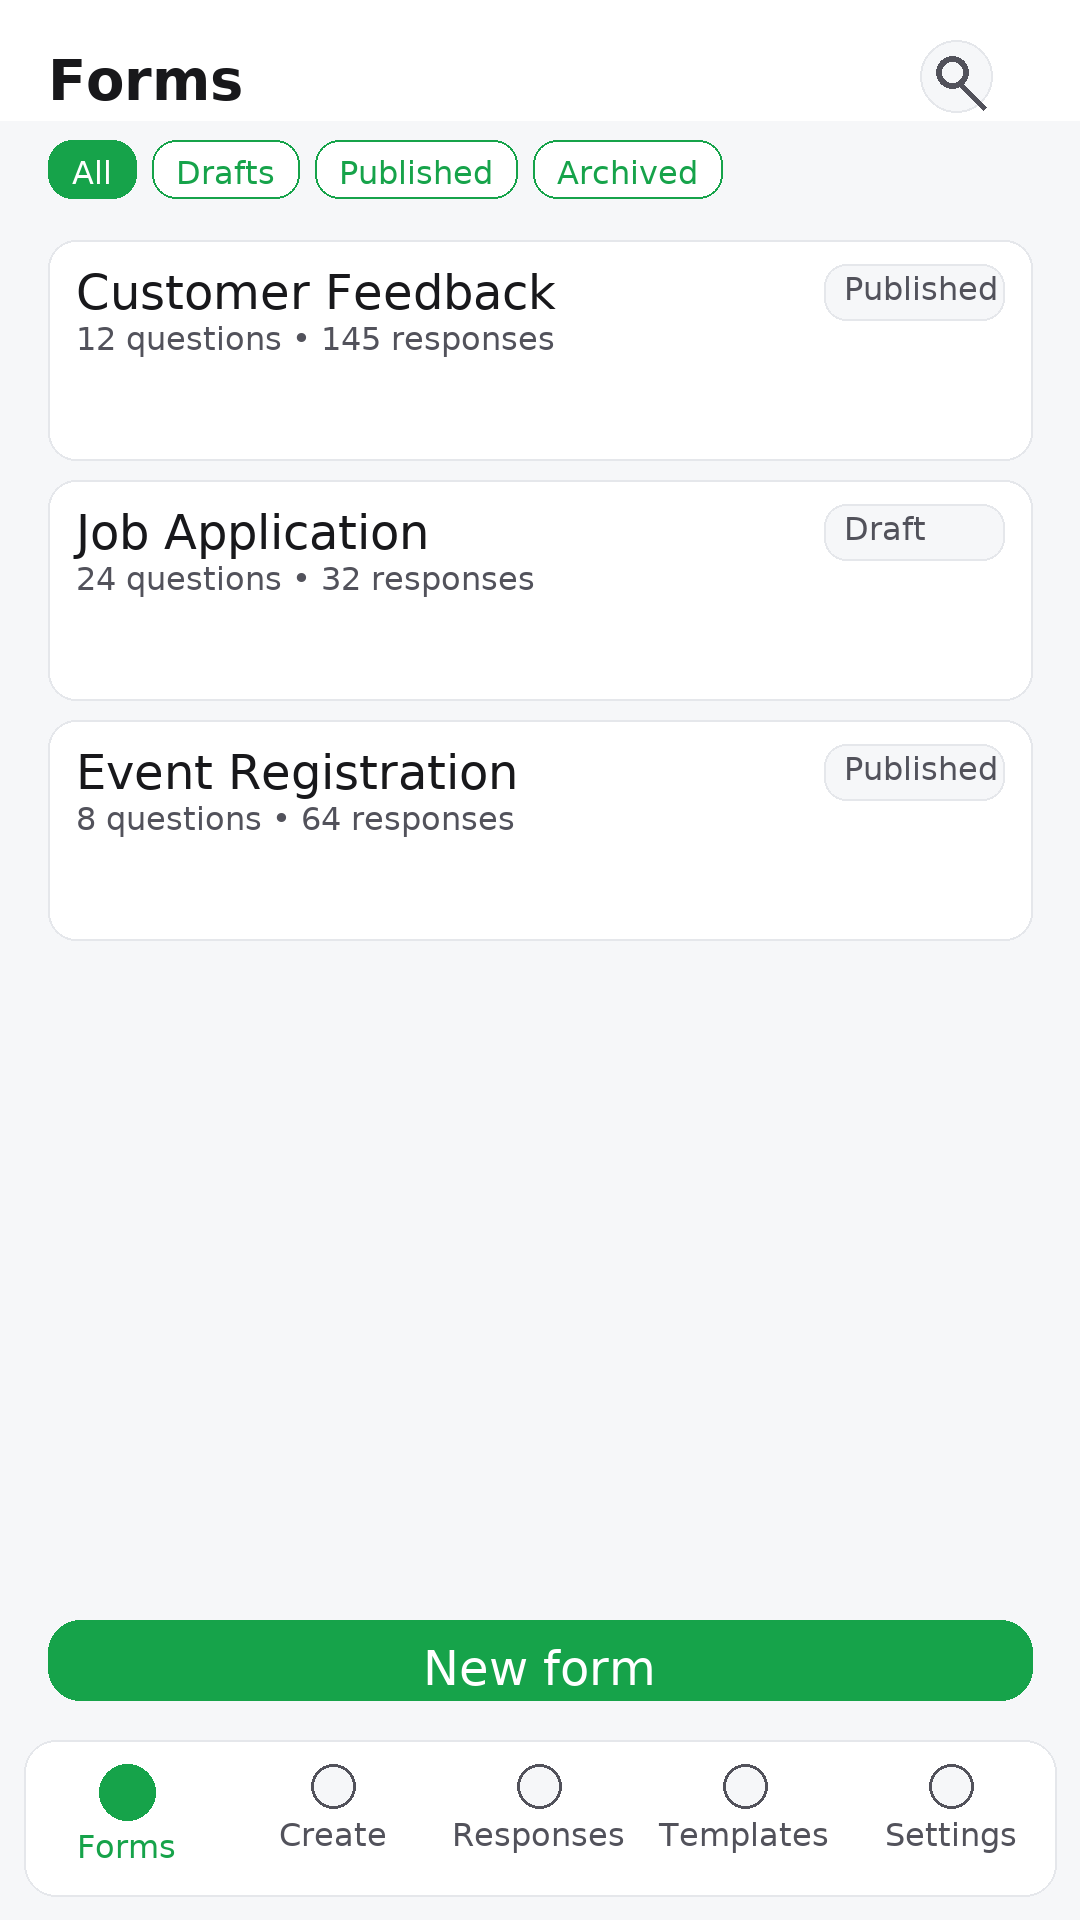 Forms
All Drafts Published Archived
Customer Feedback Published
12 questions • 145 responses
Job Application Draft
24 questions • 32 responses
Event Registration Published
8 questions • 64 responses
New form
Forms Create Responses Templates Settings